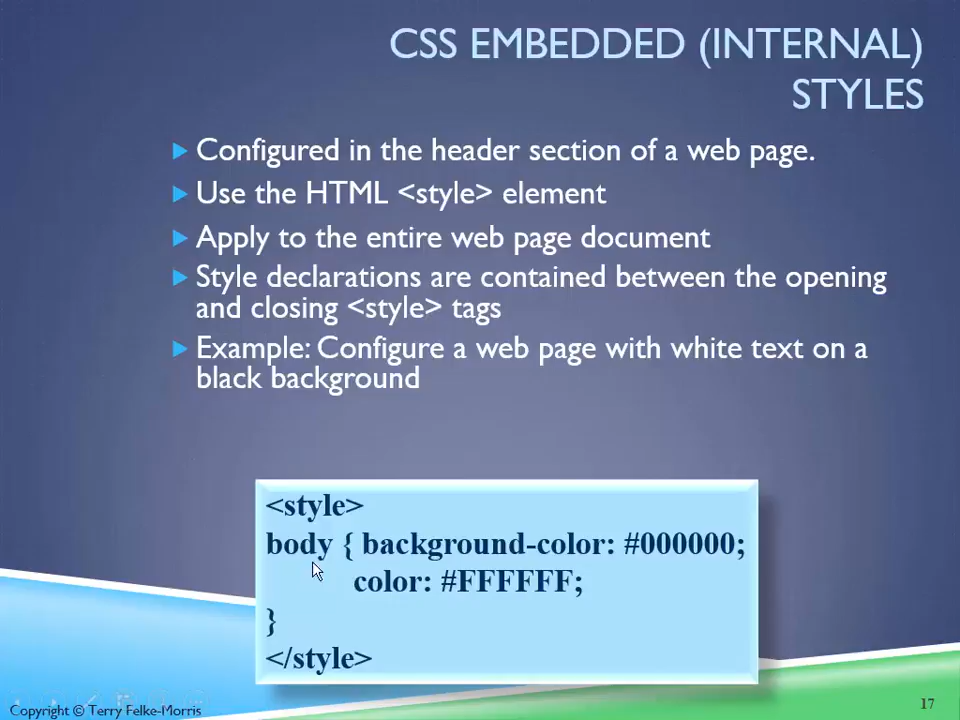 CSS EMBEDDED (INTERNAL)
STYLES
Configured in the header section of a web page.
Use the HTML <style> element
Apply to the entire web page document
Style declarations are contained between the opening
and closing <style> tags
Example: Configure a web page with white text on a
black background
<style>
body { background-color: #000000;
color: #FFFFFF;
}
</style>
Copyright © Terry Felke-Morris
17